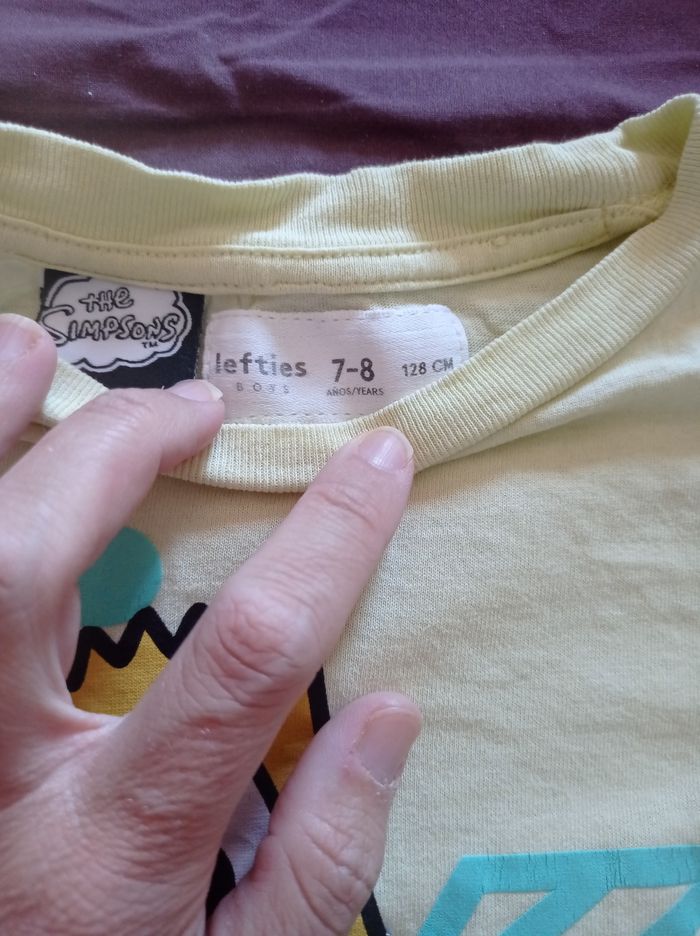 the
SIMPSONS
TM
lefties 7-8 128 CM
BOYS AÑOS/YEARS